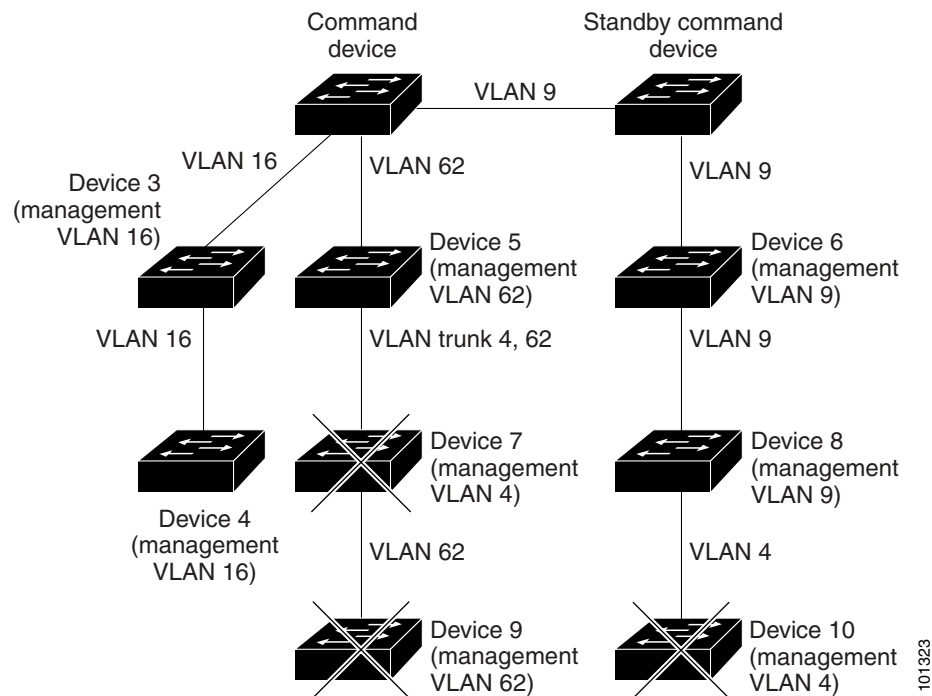 Command
device
Standby command
device
VLAN 9
VLAN 16
VLAN 62
VLAN 9
Device 3
(management
VLAN 16)
Device 5
(management
VLAN 62)
Device 6
(management
VLAN 9)
VLAN 16
VLAN trunk 4, 62
VLAN 9
Device 7
(management
VLAN 4)
Device 8
(management
VLAN 9)
Device 4
(management
VLAN 16)
VLAN 62
VLAN 4
Device 9
(management
VLAN 62)
Device 10
(management
VLAN 4)
101323